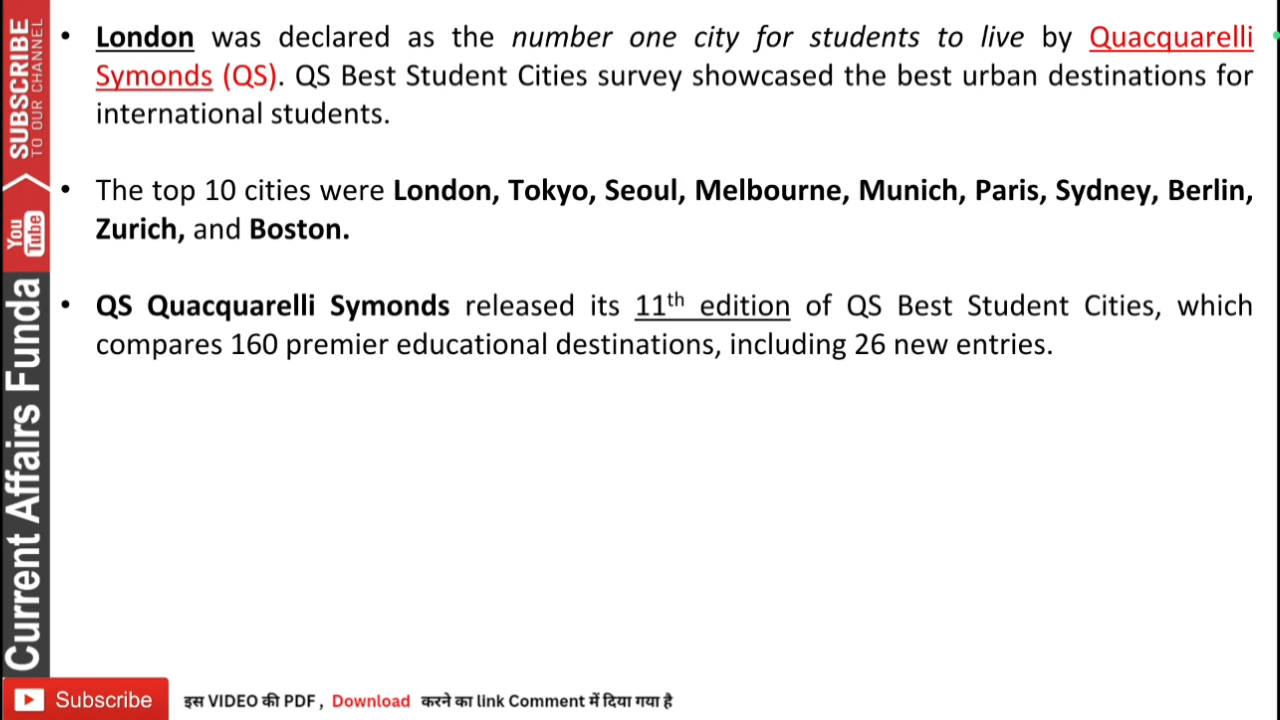 • London was declared as the number one city for students to live by Quacquarelli
Symonds (QS). QS Best Student Cities survey showcased the best urban destinations for
international students.
• The top 10 cities were London, Tokyo, Seoul, Melbourne, Munich, Paris, Sydney, Berlin,
Zurich, and Boston.
• QS Quacquarelli Symonds released its 11th edition of QS Best Student Cities, which
compares 160 premier educational destinations, including 26 new entries.
SUBSCRIBE
TO OUR CHANNEL
You
Tube
Current Affairs Funda
Subscribe
इस VIDEO की PDF , Download करने का link Comment में दिया गया है